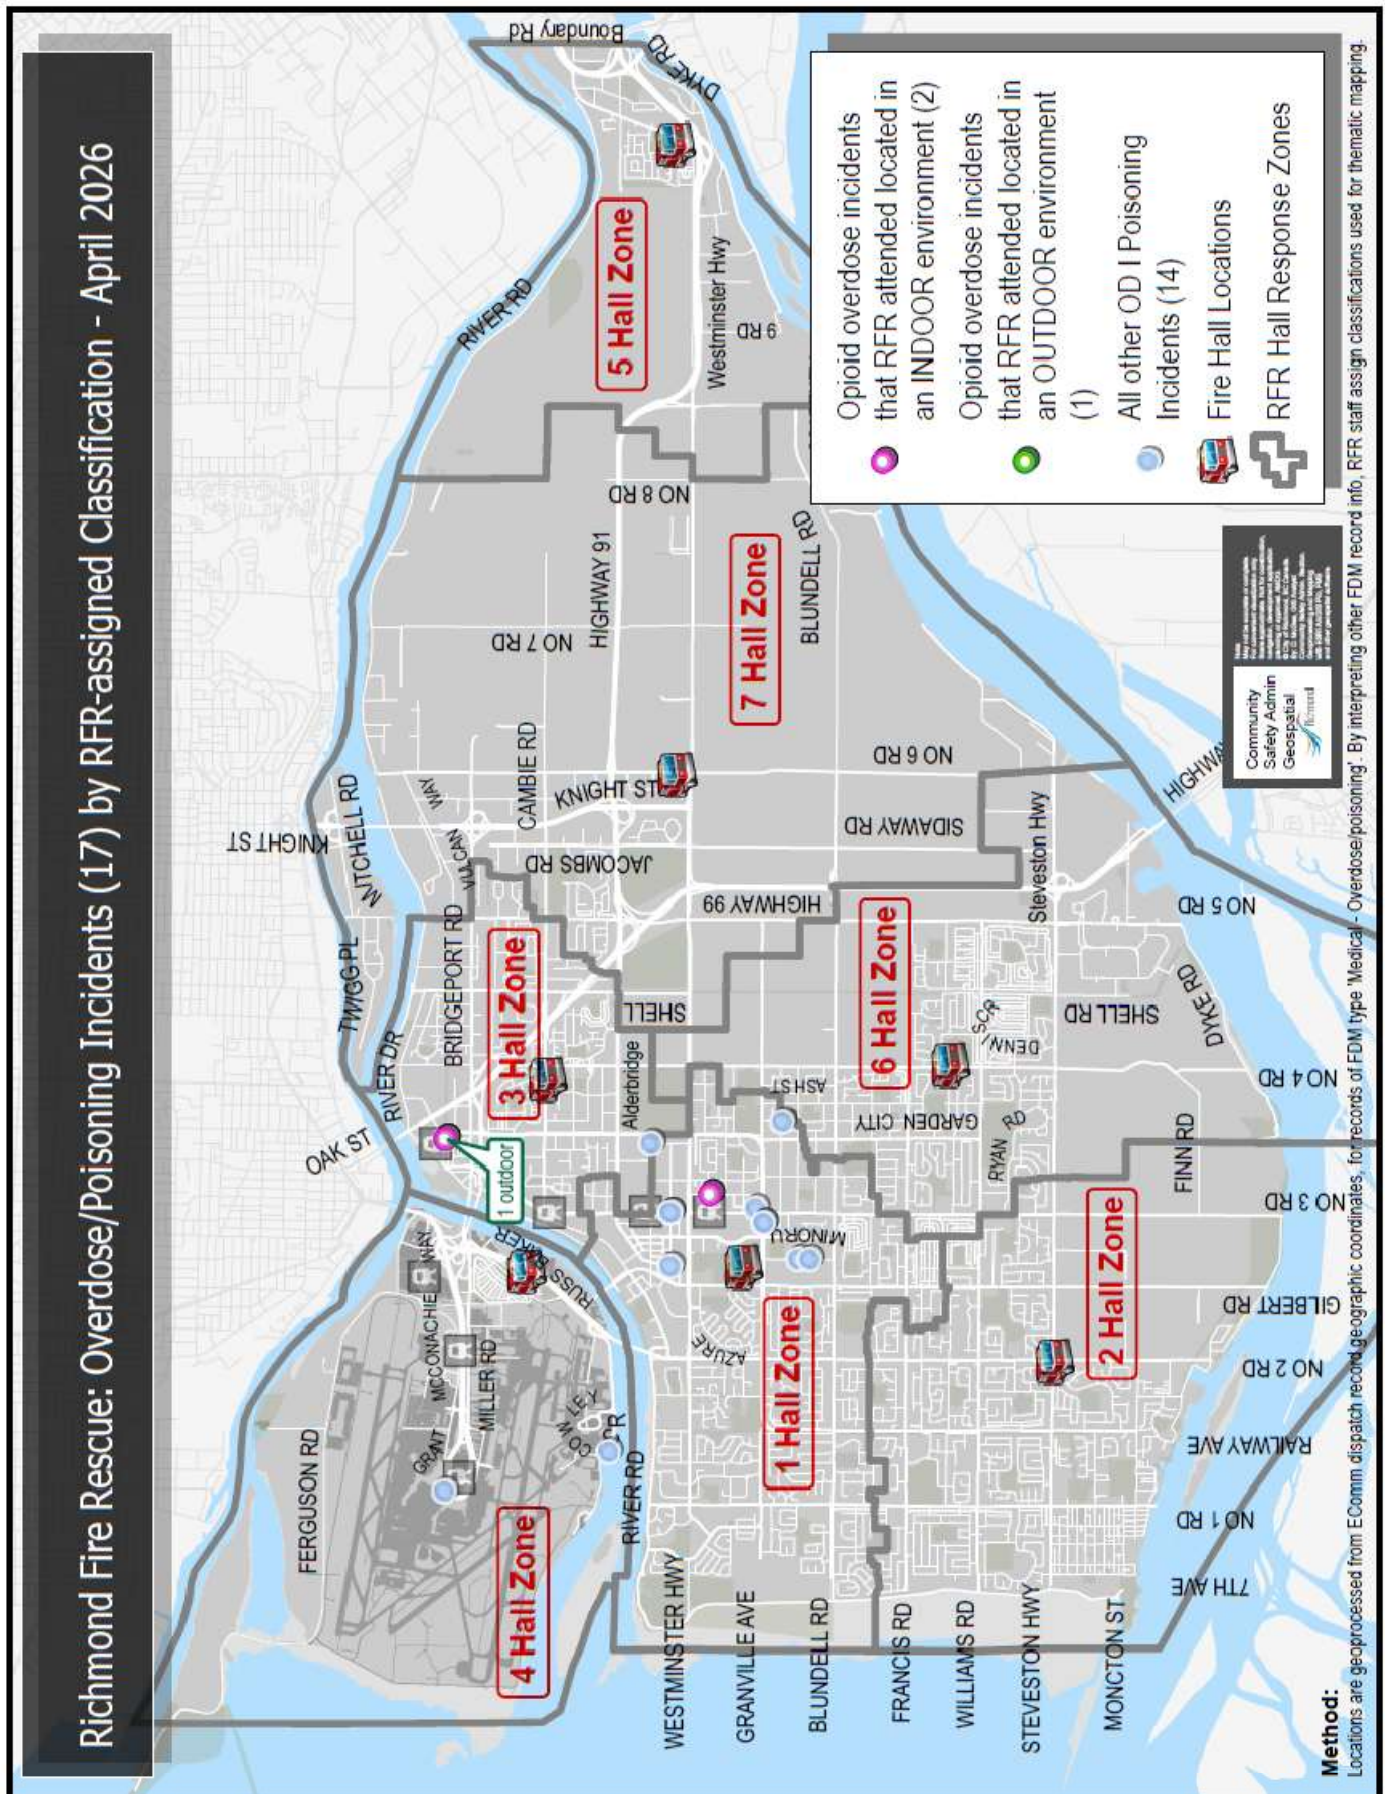 Richmond Fire Rescue: Overdose/Poisoning Incidents (17) by RFR-assigned Classification - April 2026
Boundary Rd
DYKE RD
5 Hall Zone
RIVER RD
Westminster Hwy
9 RD
NO 8 RD
HIGHWAY 91
NO 7 RD
7 Hall Zone
BLUNDELL RD
CAMBIE RD
KNIGHT ST
NO 6 RD
KNIGHT ST
MITCHELL RD
VULCAN WAY
JACOMBS RD
SIDAWAY RD
HIGHWAY 99
Steveston Hwy
HIGHWAY
NO 5 RD
TWIGG PL
BRIDGEPORT RD
3 Hall Zone
SHELL
6 Hall Zone
SHELL RD
DYKE RD
RIVER DR
OAK ST
Alderbridge
ASH ST
GARDEN CITY
NO 4 RD
RYAN RD
FINN RD
NO 3 RD
1 outdoor
MINORU
RUSS BAKER
WAY
MCCONACHIE
MILLER RD
GRANT
COWLEY
DR
RIVER RD
AZURE
1 Hall Zone
2 Hall Zone
GILBERT RD
NO 2 RD
RAILWAY AVE
NO 1 RD
7TH AVE
FERGUSON RD
4 Hall Zone
WESTMINSTER HWY
GRANVILLE AVE
BLUNDELL RD
FRANCIS RD
WILLIAMS RD
STEVESTON HWY
MONCTON ST
Opioid overdose incidents
that RFR attended located in
an INDOOR environment (2)
Opioid overdose incidents
that RFR attended located in
an OUTDOOR environment
(1)
All other OD I Poisoning
Incidents (14)
Fire Hall Locations
RFR Hall Response Zones
Community
Safety Admin
Geospatial
Richmond
Method:
Locations are geoprocessed from EComm dispatch record geographic coordinates, for records of FDM type 'Medical - Overdose/poisoning'. By interpreting other FDM record info, RFR staff assign classifications used for thematic mapping.